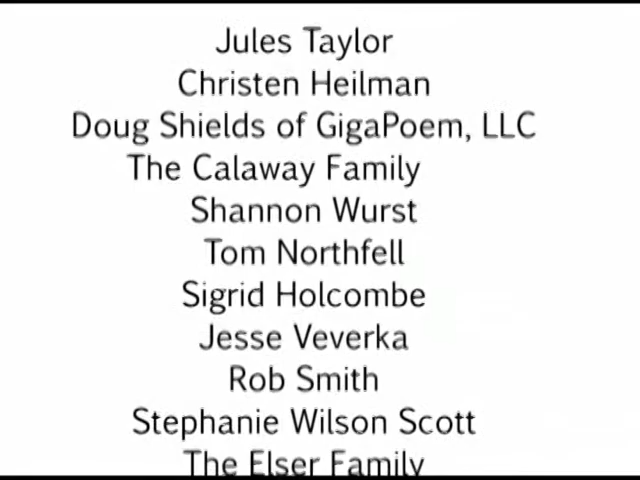 Jules Taylor
Christen Heilman
Doug Shields of GigaPoem, LLC
The Calaway Family
Shannon Wurst
Tom Northfell
Sigrid Holcombe
Jesse Veverka
Rob Smith
Stephanie Wilson Scott
The Elser Family